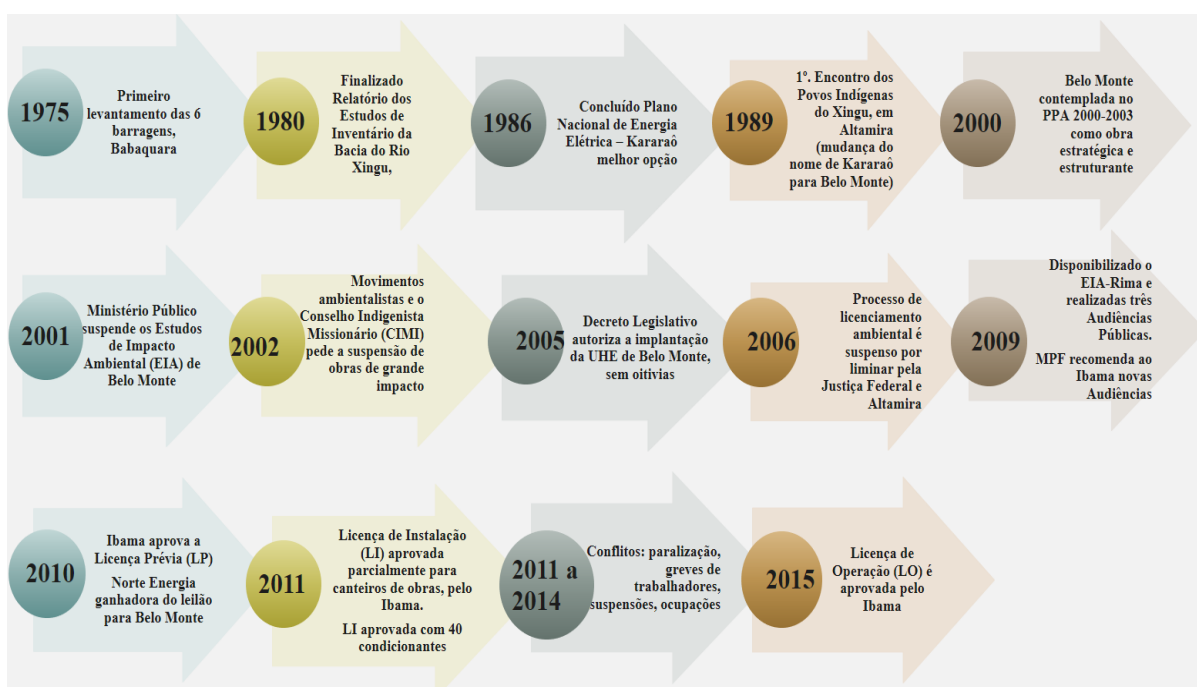 1975
Primeiro
levantamento das 6
barragens,
Babaquara
1980
Finalizado
Relatório dos
Estudos de
Inventário da
Bacia do Rio
Xingu,
1986
Concluído Plano
Nacional de Energia
Elétrica – Kararaô
melhor opção
1989
1º. Encontro dos
Povos Indígenas
do Xingu, em
Altamira
(mudança do
nome de Kararaô
para Belo Monte)
2000
Belo Monte
contemplada no
PPA 2000-2003
como obra
estratégica e
estruturante
2001
Ministério Público
suspende os Estudos
de Impacto
Ambiental (EIA) de
Belo Monte
2002
Movimentos
ambientalistas e o
Conselho Indigenista
Missionário (CIMI)
pede a suspensão de
obras de grande
impacto
2005
Decreto Legislativo
autoriza a implantação
da UHE de Belo Monte,
sem oitivias
2006
Processo de
licenciamento
ambiental é
suspenso por
liminar pela
Justiça Federal e
Altamira
2009
Disponibilizado o
EIA-Rima e
realizadas três
Audiências
Públicas.
MPF recomenda ao
Ibama novas
Audiências
2010
Ibama aprova a
Licença Prévia (LP)
Norte Energia
ganhadora do leilão
para Belo Monte
2011
Licença de Instalação
(LI) aprovada
parcialmente para
canteiros de obras, pelo
Ibama.
LI aprovada com 40
condicionantes
2011 a
2014
Conflitos: paralização,
greves de
trabalhadores,
suspensões, ocupações
2015
Licença de
Operação (LO) é
aprovada pelo
Ibama